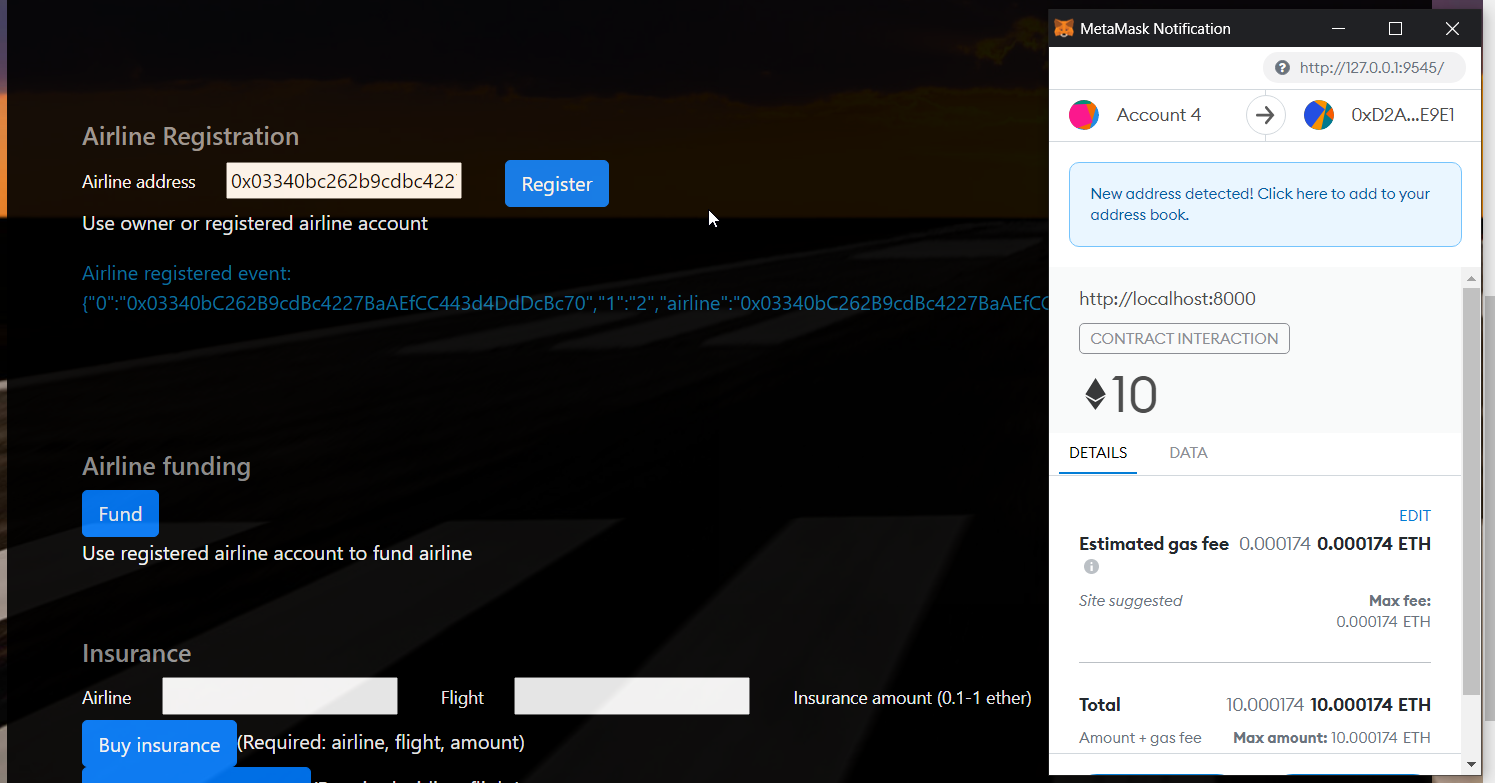 Airline Registration
Airline address 0x03340bc262b9cdbc422 Register
Use owner or registered airline account
Airline registered event:
{"0":"0x03340bC262B9cdBc4227BaAEfCC443d4DdDcBc70","1":"2","airline":"0x03340bC262B9cdBc4227BaAEfCC
Airline funding
Fund
Use registered airline account to fund airline
Insurance
Airline Flight Insurance amount (0.1-1 ether)
Buy insurance (Required: airline, flight, amount)
MetaMask Notification
http://127.0.0.1:9545/
Account 4 0xD2A...E9E1
New address detected! Click here to add to your
address book.
http://localhost:8000
CONTRACT INTERACTION
10
DETAILS DATA
EDIT
Estimated gas fee 0.000174 0.000174 ETH
Site suggested Max fee:
0.000174 ETH
Total 10.000174 10.000174 ETH
Amount + gas fee Max amount: 10.000174 ETH